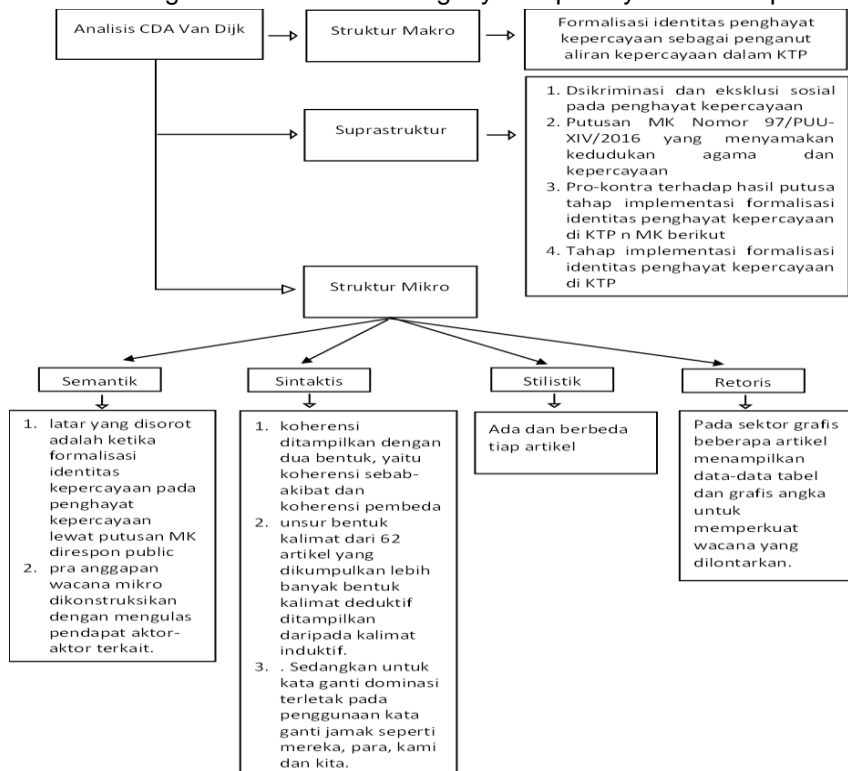 Analisis CDA Van Dijk
Struktur Makro
Formalisasi identitas penghayat
kepercayaan sebagai penganut
aliran kepercayaan dalam KTP
Suprastruktur
1. Dsikriminasi dan eksklusi sosial
pada penghayat kepercayaan
2. Putusan MK Nomor 97/PUU-
XIV/2016 yang menyamakan
kedudukan agama dan
kepercayaan
3. Pro-kontra terhadap hasil putusa
tahap implementasi formalisasi
identitas penghayat kepercayaan
di KTP n MK berikut
4. Tahap implementasi formalisasi
identitas penghayat kepercayaan
di KTP
Struktur Mikro
Semantik
1. latar yang disorot
adalah ketika
formalisasi
identitas
kepercayaan pada
penghayat
kepercayaan
lewat putusan MK
direspon public
2. pra anggapan
wacana mikro
dikonstruksikan
dengan mengulas
pendapat aktor-
aktor terkait.
Sintaktis
1. koherensi
ditampilkan dengan
dua bentuk, yaitu
koherensi sebab-
akibat dan
koherensi pembeda
2. unsur bentuk
kalimat dari 62
artikel yang
dikumpulkan lebih
banyak bentuk
kalimat deduktif
ditampilkan
daripada kalimat
induktif.
3. . Sedangkan untuk
kata ganti dominasi
terletak pada
penggunaan kata
ganti jamak seperti
mereka, para, kami
dan kita.
Stilistik
Ada dan berbeda
tiap artikel
Retoris
Pada sektor grafis
beberapa artikel
menampilkan
data-data tabel
dan grafis angka
untuk
memperkuat
wacana yang
dilontarkan.